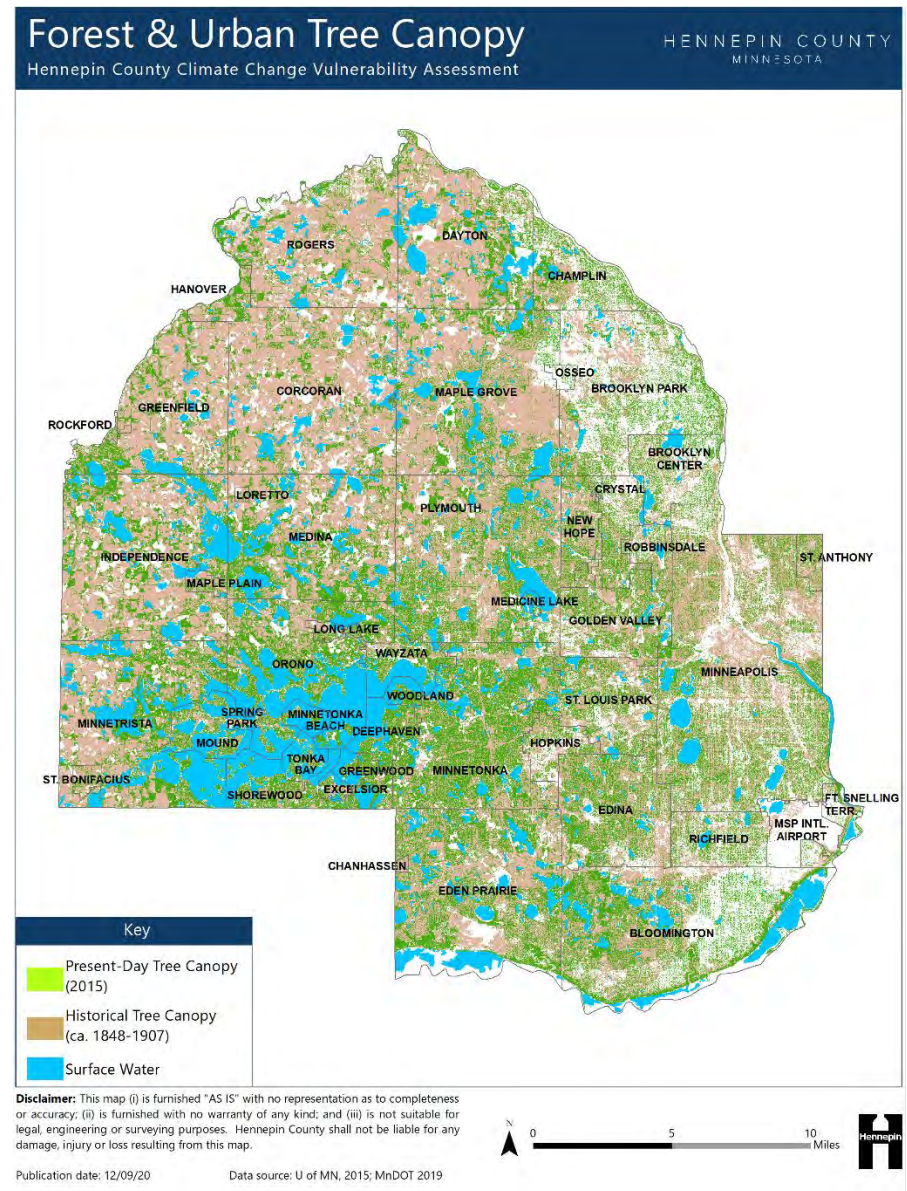 Forest & Urban Tree Canopy
Hennepin County Climate Change Vulnerability Assessment
HENNEPIN COUNTY
MINNESOTA
ROGERS
DAYTON
HANOVER
CHAMPLIN
OSSEO
CORCORAN
MAPLE GROVE
BROOKLYN PARK
GREENFIELD
ROCKFORD
BROOKLYN
CENTER
CRYSTAL
LORETTO
PLYMOUTH
NEW
HOPE
MEDINA
ROBBINSDALE
INDEPENDENCE
ST. ANTHONY
MAPLE PLAIN
MEDICINE LAKE
GOLDEN VALLEY
LONG LAKE
WAYZATA
ORONO
MINNEAPOLIS
WOODLAND
ST. LOUIS PARK
SPRING
PARK
MINNETONKA
BEACH
MINNETRISTA
DEEPHAVEN
MOUND
HOPKINS
TONKA
BAY
GREENWOOD
MINNETONKA
ST. BONIFACIUS
EXCELSIOR
SHOREWOOD
FT. SNELLING
TERR.
EDINA
MSP INTL.
AIRPORT
RICHFIELD
CHANHASSEN
EDEN PRAIRIE
BLOOMINGTON
Key
Present-Day Tree Canopy
(2015)
Historical Tree Canopy
(ca. 1848-1907)
Surface Water
Disclaimer: This map (i) is furnished "AS IS" with no representation as to completeness
or accuracy; (ii) is furnished with no warranty of any kind; and (iii) is not suitable for
legal, engineering or surveying purposes. Hennepin County shall not be liable for any
damage, injury or loss resulting from this map.
Publication date: 12/09/20
Data source: U of MN, 2015; MnDOT 2019
N
0 5 10
Miles
Hennepin